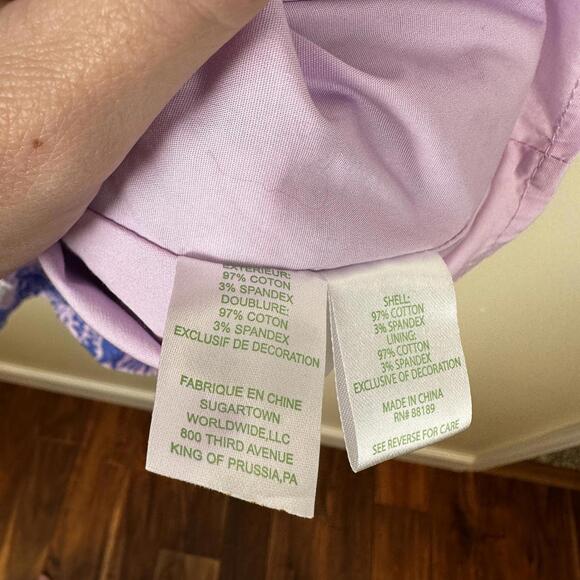 EXTERIEUR:
97% COTON
3% SPANDEX
DOUBLURE:
97% COTON
3% SPANDEX
EXCLUSIF DE DECORATION
FABRIQUE EN CHINE
SUGARTOWN
WORLDWIDE,LLC
800 THIRD AVENUE
KING OF PRUSSIA,PA
SHELL:
97% COTTON
3% SPANDEX
LINING:
97% COTTON
3% SPANDEX
EXCLUSIVE OF DECORATION
MADE IN CHINA
RN# 88189
SEE REVERSE FOR CARE